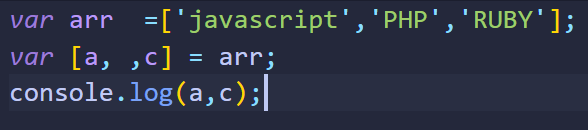 var arr  =['javascript','PHP','RUBY'];
var [a, ,c] = arr;
console.log(a,c);